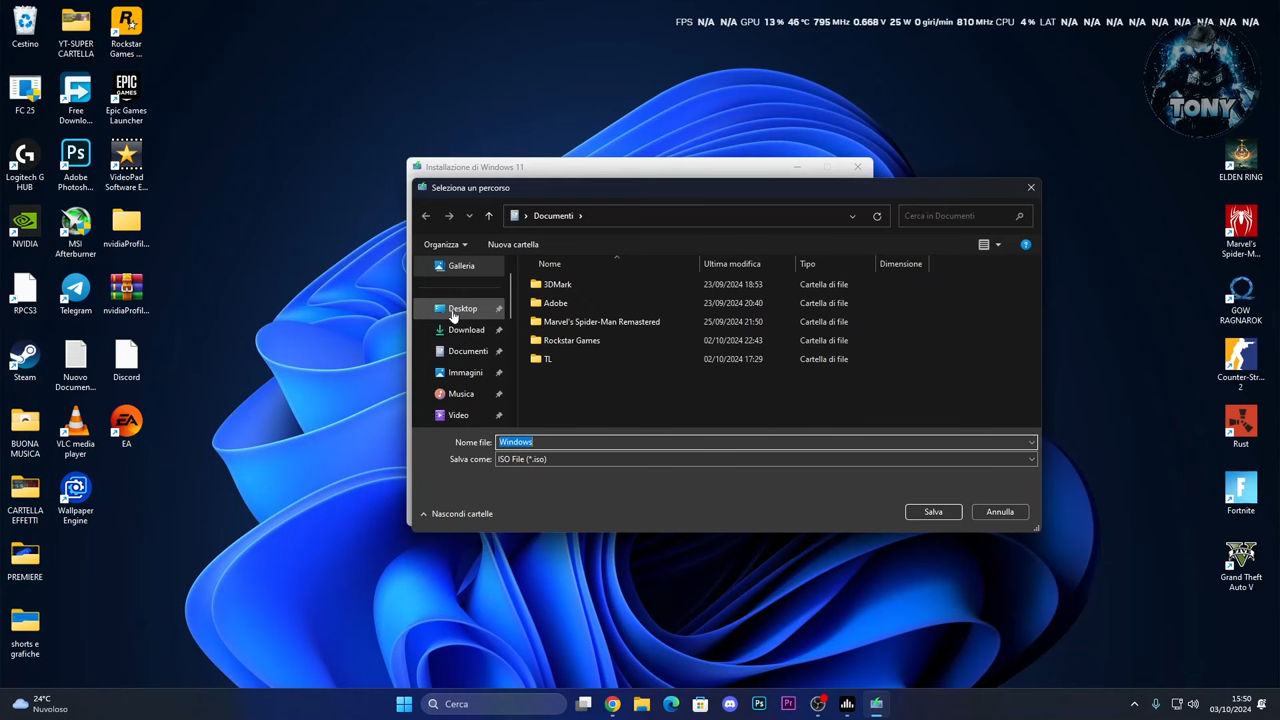 FPS N/A N/A GPU 13 % 46 °C 795 MHz 0.668 V 25 W 0 giri/min 810 MHz CPU 4 % LAT N/A N/A N/A N/A N/A N/A N/A N/A N/A
TONY
Cestino
YT-SUPER
CARTELLA
Rockstar
Games ...
FC 25
Free
Downlo...
Epic Games
Launcher
Logitech G
HUB
Adobe
Photosh...
VideoPad
Software E...
NVIDIA
MSI
Afterburner
nvidiaProfil...
RPCS3
Telegram
nvidiaProfil...
Steam
Nuovo
Documen...
Discord
BUONA
MUSICA
VLC media
player
EA
CARTELLA
EFFETTI
Wallpaper
Engine
PREMIERE
shorts e
grafiche
Installazione di Windows 11
Seleziona un percorso
Documenti
Cerca in Documenti
Organizza
Nuova cartella
Galleria
Desktop
Download
Documenti
Immagini
Musica
Video
Nome Ultima modifica Tipo Dimensione
3DMark 23/09/2024 18:53 Cartella di file
Adobe 23/09/2024 20:40 Cartella di file
Marvel's Spider-Man Remastered 25/09/2024 21:50 Cartella di file
Rockstar Games 02/10/2024 22:43 Cartella di file
TL 02/10/2024 17:29 Cartella di file
Nome file: Windows
Salva come: ISO File (*.iso)
Nascondi cartelle
Salva
Annulla
ELDEN RING
Marvel's
Spider-M...
GOW
RAGNAROK
Counter-Str...
2
Rust
Fortnite
Grand Theft
Auto V
24°C
Nuvoloso
Cerca
15:50
03/10/2024